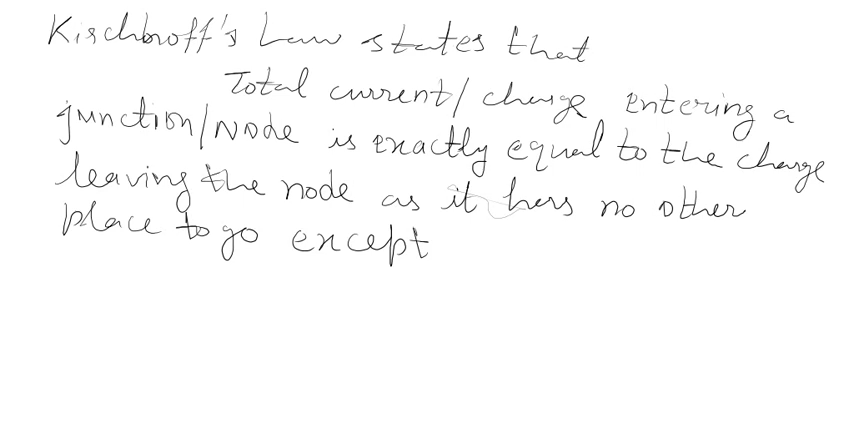 Kirchhoff's Law states that
Total current/ charge entering a
junction/Node is exactly equal to the charge
leaving the node as it has no other
place to go except